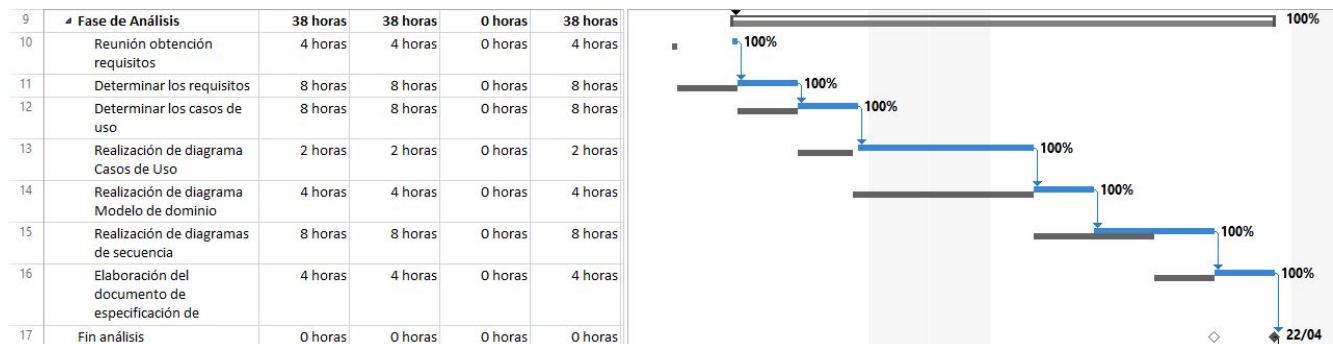 9 Fase de Análisis 38 horas 38 horas 0 horas 38 horas 100%
10 Reunión obtención 4 horas 4 horas 0 horas 4 horas 100%
requisitos
11 Determinar los requisitos 8 horas 8 horas 0 horas 8 horas 100%
12 Determinar los casos de 8 horas 8 horas 0 horas 8 horas 100%
uso
13 Realización de diagrama 2 horas 2 horas 0 horas 2 horas 100%
Casos de Uso
14 Realización de diagrama 4 horas 4 horas 0 horas 4 horas 100%
Modelo de dominio
15 Realización de diagramas 8 horas 8 horas 0 horas 8 horas 100%
de secuencia
16 Elaboración del 4 horas 4 horas 0 horas 4 horas 100%
documento de
especificación de
17 Fin análisis 0 horas 0 horas 0 horas 0 horas 22/04